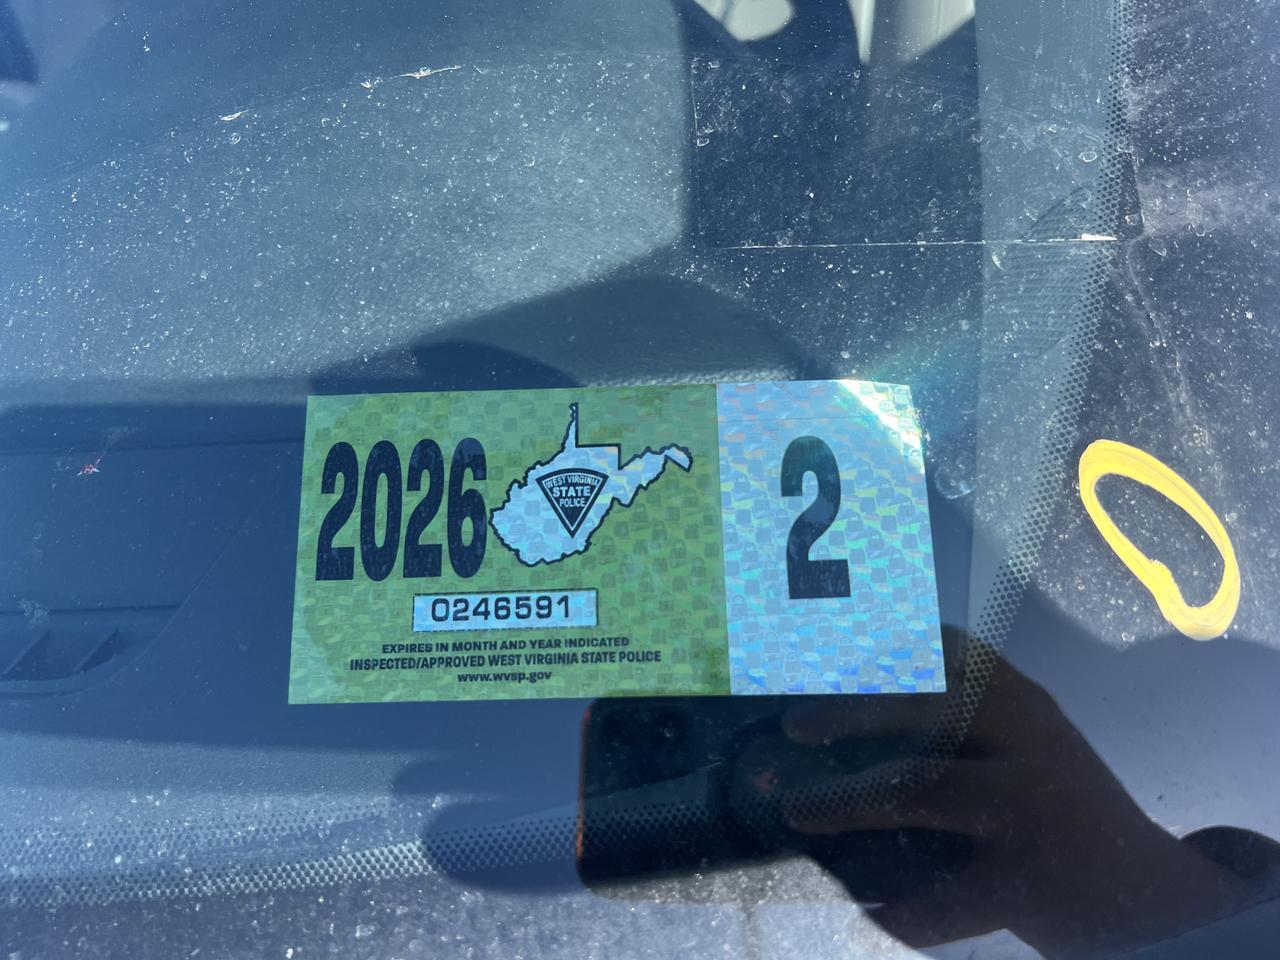 2026
WEST VIRGINIA
STATE
POLICE
2
0246591
EXPIRES IN MONTH AND YEAR INDICATED
INSPECTED/APPROVED WEST VIRGINIA STATE POLICE
www.wvsp.gov